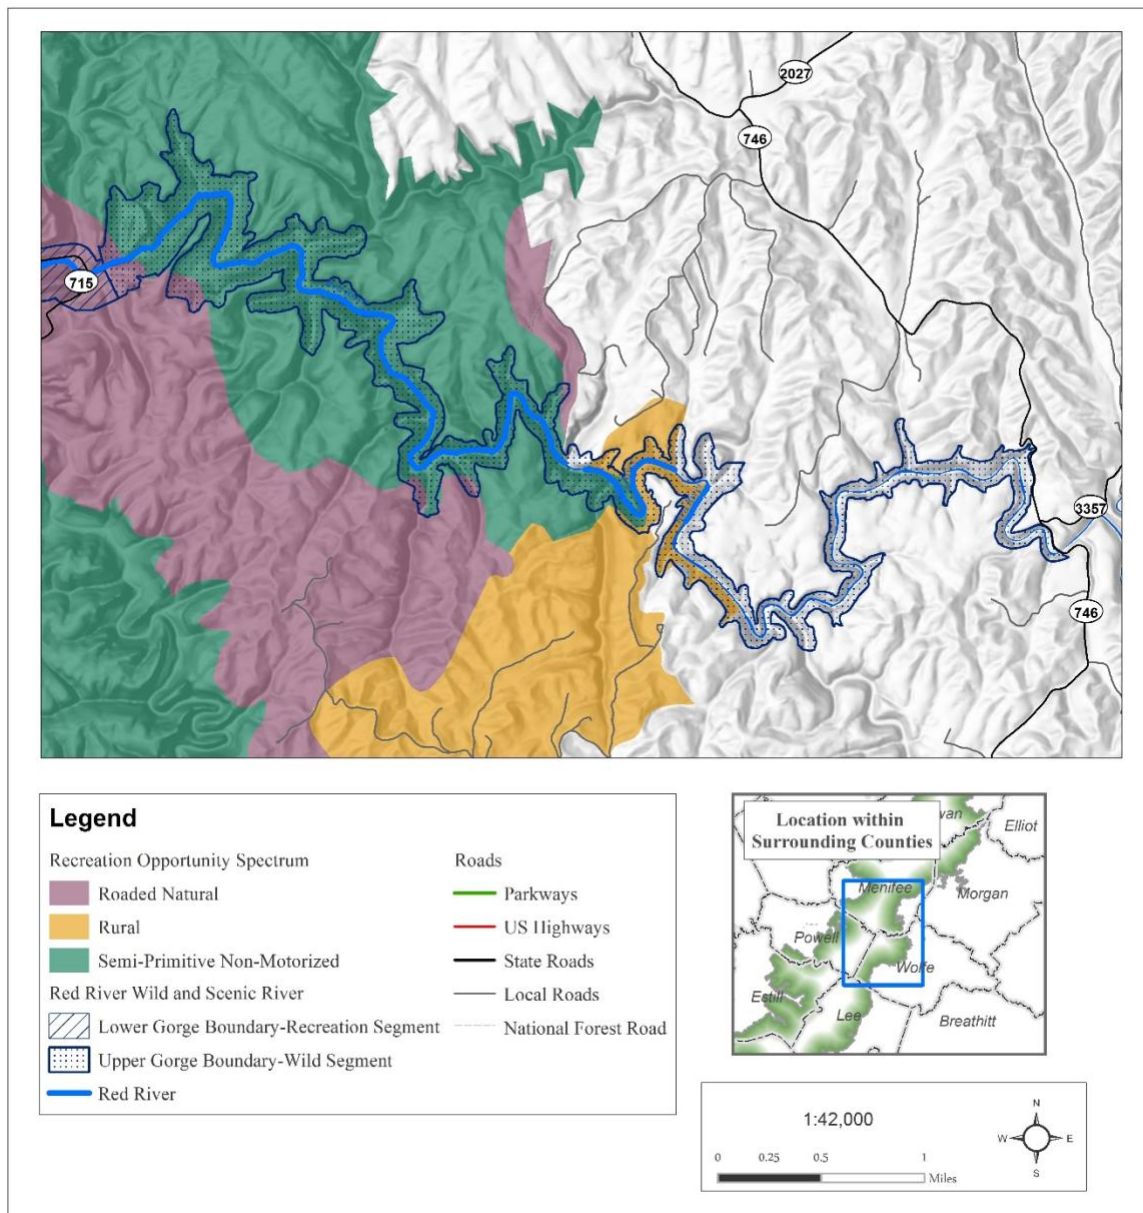 2027
746
715
3357
746
Legend
Recreation Opportunity Spectrum
Roaded Natural
Rural
Semi-Primitive Non-Motorized
Red River Wild and Scenic River
Lower Gorge Boundary-Recreation Segment
Upper Gorge Boundary-Wild Segment
Red River
Roads
Parkways
US Highways
State Roads
Local Roads
National Forest Road
Location within
Surrounding Counties
wan
Elliot
Menifee
Morgan
Powell
Wolfe
Estill
Lee
Breathitt
1:42,000
0 0.25 0.5 1
Miles
N
W E
S